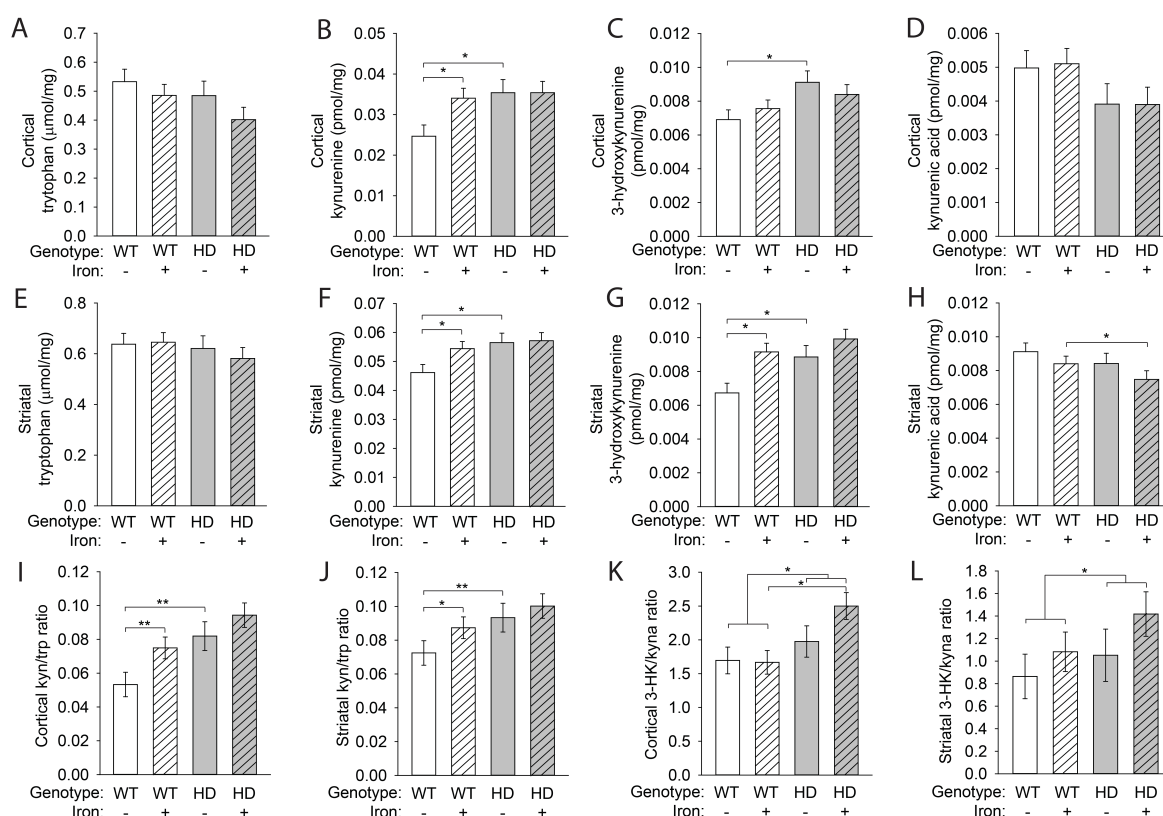 A
Cortical
trytophan (μmol/mg)
0.7
0.6
0.5
0.4
0.3
0.2
0.1
0.0
Genotype: WT WT HD HD
Iron: - + - +
B
Cortical
kynurenine (pmol/mg)
0.05
0.04
0.03
0.02
0.01
0.00
* *
WT WT HD HD
- + - +
C
Cortical
3-hydroxykynurenine
(pmol/mg)
0.012
0.010
0.008
0.006
0.004
0.002
0.000
*
WT WT HD HD
- + - +
D
Cortical
kynurenic acid (pmol/mg)
0.006
0.005
0.004
0.003
0.002
0.001
0.000
WT WT HD HD
- + - +
E
Striatal
tryptophan (μmol/mg)
0.8
0.6
0.4
0.2
0.0
Genotype: WT WT HD HD
Iron: - + - +
F
Striatal
kynurenine (pmol/mg)
0.07
0.06
0.05
0.04
0.03
0.02
0.01
0.00
*
*
Genotype: WT WT HD HD
Iron: - + - +
G
Striatal
3-hydroxykynurenine
(pmol/mg)
0.012
0.010
0.008
0.006
0.004
0.002
0.000
*
*
Genotype: WT WT HD HD
Iron: - + - +
H
Striatal
kynurenic acid (pmol/mg)
0.012
0.010
0.008
0.006
0.004
0.002
0.000
*
Genotype: WT WT HD HD
Iron: - + - +
I
Cortical kyn/trp ratio
0.12
0.10
0.08
0.06
0.04
0.02
0.00
**
**
Genotype: WT WT HD HD
Iron: - + - +
J
Striatal kyn/trp ratio
0.12
0.10
0.08
0.06
0.04
0.02
0.00
**
*
Genotype: WT WT HD HD
Iron: - + - +
K
Cortical 3-HK/kyna ratio
3.0
2.5
2.0
1.5
1.0
0.5
0.0
*
*
Genotype: WT WT HD HD
Iron: - + - +
L
Striatal 3-HK/kyna ratio
1.8
1.6
1.4
1.2
1.0
0.8
0.6
0.4
0.2
0.0
*
Genotype: WT WT HD HD
Iron: - + - +